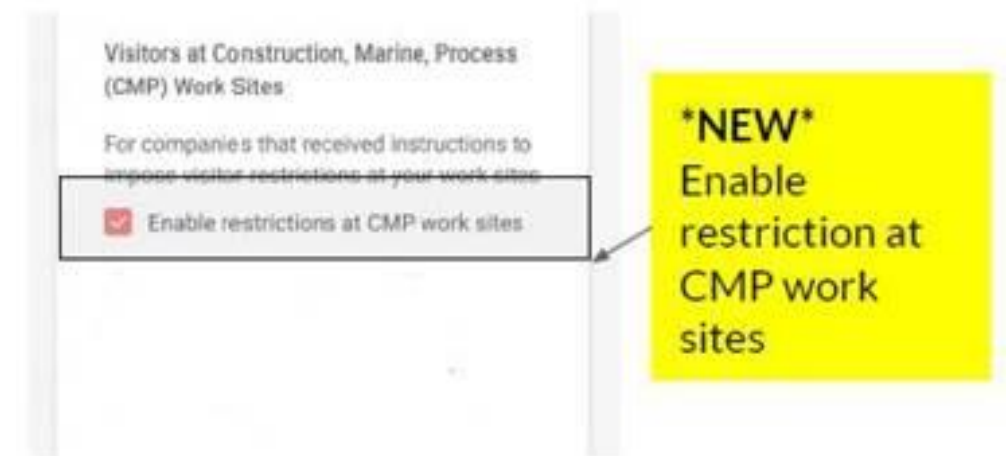 Visitors at Construction, Marine, Process
(CMP) Work Sites
For companies that received instructions to
impose visitor restrictions at your work sites
Enable restrictions at CMP work sites
*NEW*
Enable
restriction at
CMP work
sites